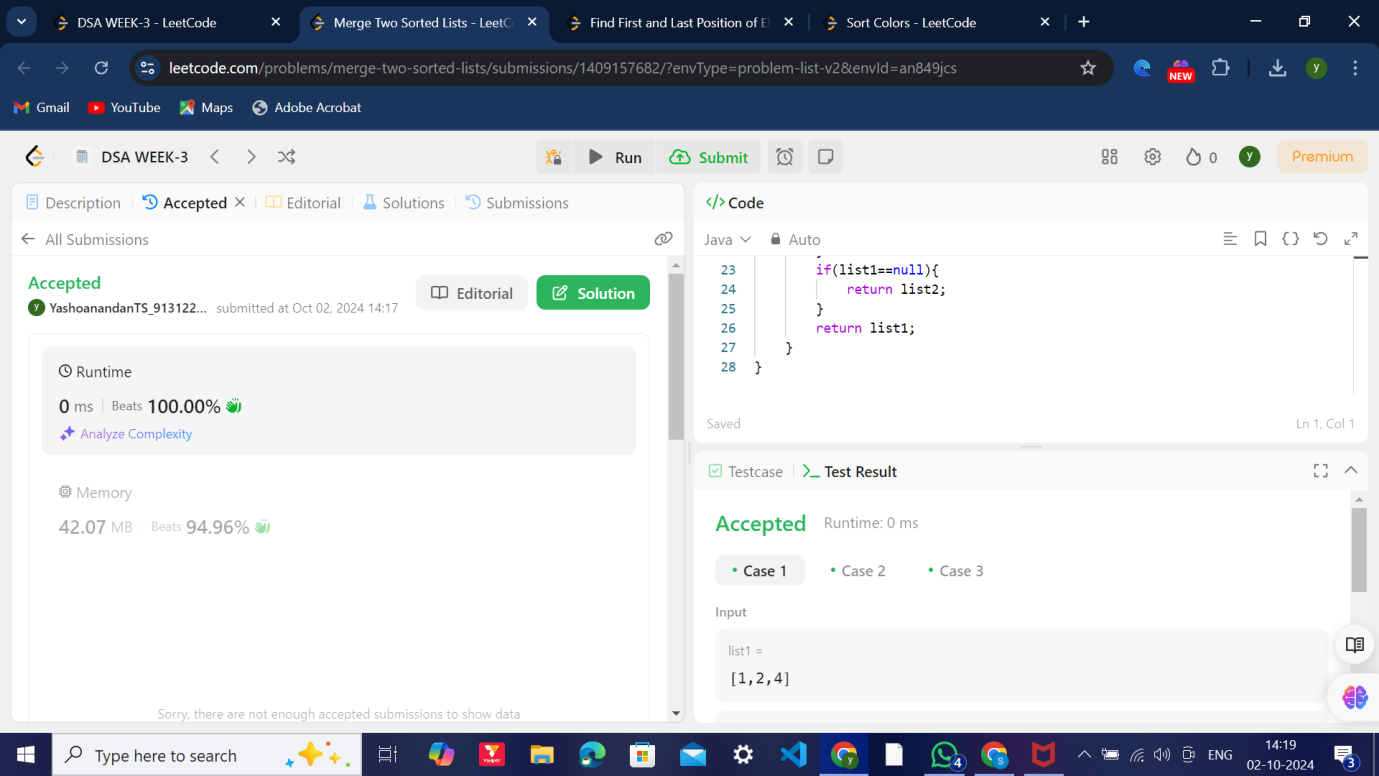 DSA WEEK-3 - LeetCode
Merge Two Sorted Lists - LeetC
Find First and Last Position of El
Sort Colors - LeetCode
leetcode.com/problems/merge-two-sorted-lists/submissions/1409157682/?envType=problem-list-v2&envId=an849jcs
NEW
y
Gmail
YouTube
Maps
Adobe Acrobat
DSA WEEK-3
Run
Submit
0
y
Premium
Description
Accepted
Editorial
Solutions
Submissions
All Submissions
Accepted
y YashoanandanTS_913122... submitted at Oct 02, 2024 14:17
Editorial
Solution
Runtime
0 ms Beats 100.00%
Analyze Complexity
Memory
42.07 MB Beats 94.96%
Sorry, there are not enough accepted submissions to show data
</> Code
Java
Auto
23 if(list1==null){
24 return list2;
25 }
26 return list1;
27 }
28 }
Saved
Ln 1, Col 1
Testcase
Test Result
Accepted Runtime: 0 ms
Case 1
Case 2
Case 3
Input
list1 =
[1,2,4]
Type here to search
y
4
S
ENG
14:19
02-10-2024
3